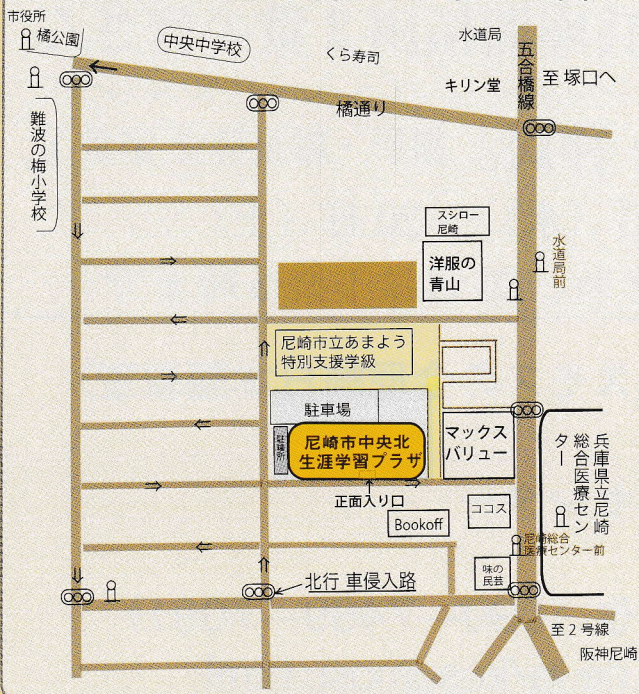 市役所
橘公園
中央中学校
くら寿司
水道局
キリン堂
五合橋線
至 塚口へ
橘通り
難波の梅小学校
スシロー
尼崎
洋服の
青山
水道局前
尼崎市立あまよう
特別支援学級
駐車場
駐輪所
尼崎市中央北
生涯学習プラザ
マックス
バリュー
正面入り口
ココス
Bookoff
兵庫県立尼崎
総合医療セン
ター
尼崎総合
医療センター前
味の
民芸
北行 車侵入路
至２号線
阪神尼崎